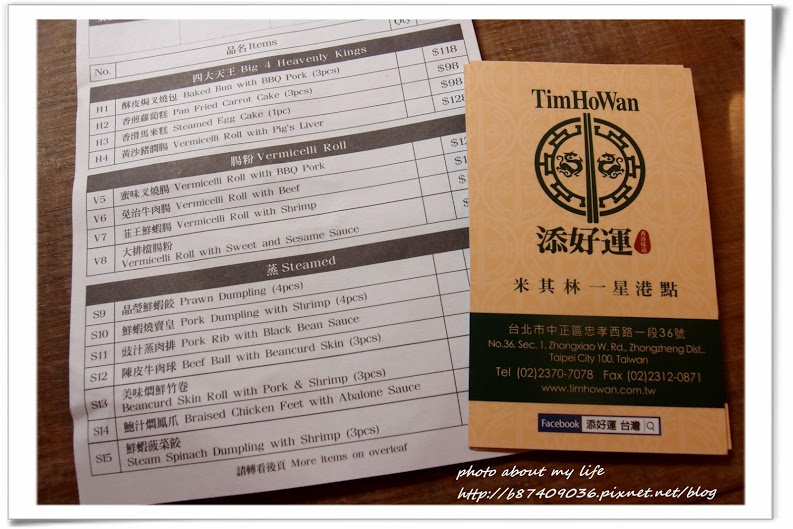 Qty
品名 Items
No.
四大天王 Big 4 Heavenly Kings
H1 酥皮焗叉燒包 Baked Bun with BBQ Pork (3pcs) $118
H2 香煎蘿蔔糕 Pan Fried Carrot Cake (3pcs) $98
H3 香滑馬來糕 Steamed Egg Cake (1pc) $98
H4 黃沙豬潤腸 Vermicelli Roll with Pig's Liver $128
腸粉 Vermicelli Roll
V5 蜜味叉燒腸 Vermicelli Roll with BBQ Pork
V6 免治牛肉腸 Vermicelli Roll with Beef
V7 韮王鮮蝦腸 Vermicelli Roll with Shrimp
V8 大排檔腸粉
Vermicelli Roll with Sweet and Sesame Sauce
蒸 Steamed
S9 晶瑩鮮蝦餃 Prawn Dumpling (4pcs)
S10 鮮蝦燒賣皇 Pork Dumpling with Shrimp (4pcs)
S11 豉汁蒸肉排 Pork Rib with Black Bean Sauce
S12 陳皮牛肉球 Beef Ball with Beancurd Skin (3pcs)
S13 美味燜鮮竹卷
Beancurd Skin Roll with Pork & Shrimp (3pcs)
S14 鮑汁燜鳳爪 Braised Chicken Feet with Abalone Sauce
S15 鮮蝦菠菜餃
Steam Spinach Dumpling with Shrimp (3pcs)
請轉看後頁 More items on overleaf
TimHoWan
添好運
米其林一星港點
台北市中正區忠孝西路一段36號
No.36, Sec. 1, Zhongxiao W. Rd., Zhongzheng Dist.,
Taipei City 100, Taiwan
Tel (02)2370-7078 Fax (02)2312-0871
www.timhowan.com.tw
Facebook 添好運 台灣
photo about my life
http://b87409036.pixnet.net/blog